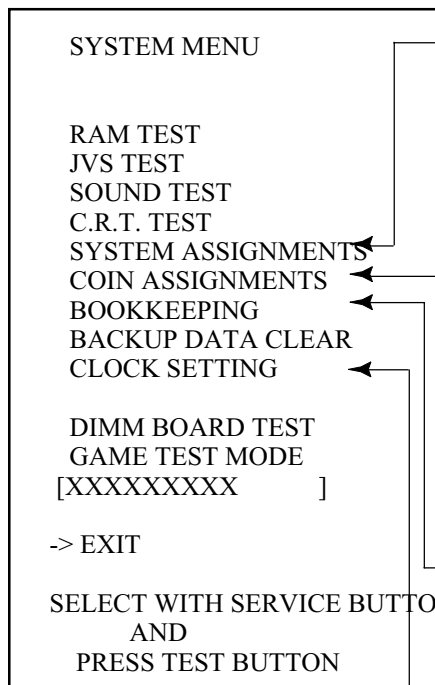 SYSTEM MENU
RAM TEST
JVS TEST
SOUND TEST
C.R.T. TEST
SYSTEM ASSIGNMENTS
COIN ASSIGNMENTS
BOOKKEEPING
BACKUP DATA CLEAR
CLOCK SETTING
DIMM BOARD TEST
GAME TEST MODE
[XXXXXXXXX ]
-> EXIT
SELECT WITH SERVICE BUTTO
AND
PRESS TEST BUTTON